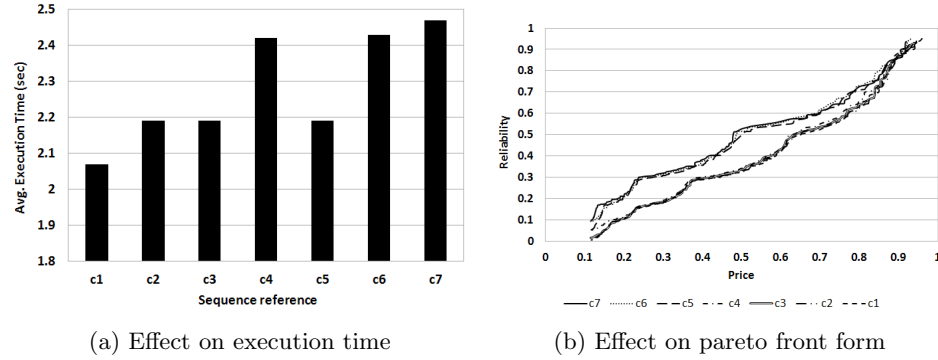 2.5
2.4
2.3
2.2
2.1
2
1.9
1.8
Avg. Execution Time (sec)
c1 c2 c3 c4 c5 c6 c7
Sequence reference
(a) Effect on execution time
1
0.9
0.8
0.7
0.6
0.5
0.4
0.3
0.2
0.1
0
Reliability
0 0.1 0.2 0.3 0.4 0.5 0.6 0.7 0.8 0.9 1
Price
c7 c6 c5 c4 c3 c2 c1
(b) Effect on pareto front form